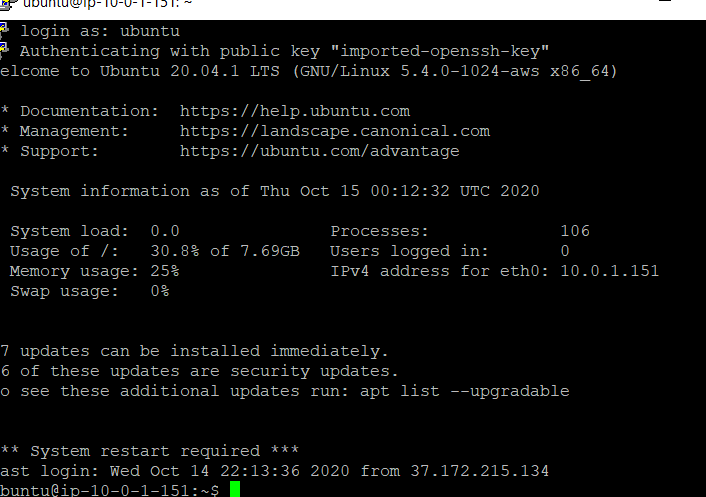 ubuntu@ip-10-0-1-151: ~
login as: ubuntu
Authenticating with public key "imported-openssh-key"
elcome to Ubuntu 20.04.1 LTS (GNU/Linux 5.4.0-1024-aws x86_64)
* Documentation:  https://help.ubuntu.com
* Management:     https://landscape.canonical.com
* Support:        https://ubuntu.com/advantage
System information as of Thu Oct 15 00:12:32 UTC 2020
System load:  0.0                Processes:             106
Usage of /:   30.8% of 7.69GB   Users logged in:       0
Memory usage: 25%               IPv4 address for eth0: 10.0.1.151
Swap usage:   0%
7 updates can be installed immediately.
6 of these updates are security updates.
o see these additional updates run: apt list --upgradable
** System restart required ***
ast login: Wed Oct 14 22:13:36 2020 from 37.172.215.134
buntu@ip-10-0-1-151:~$